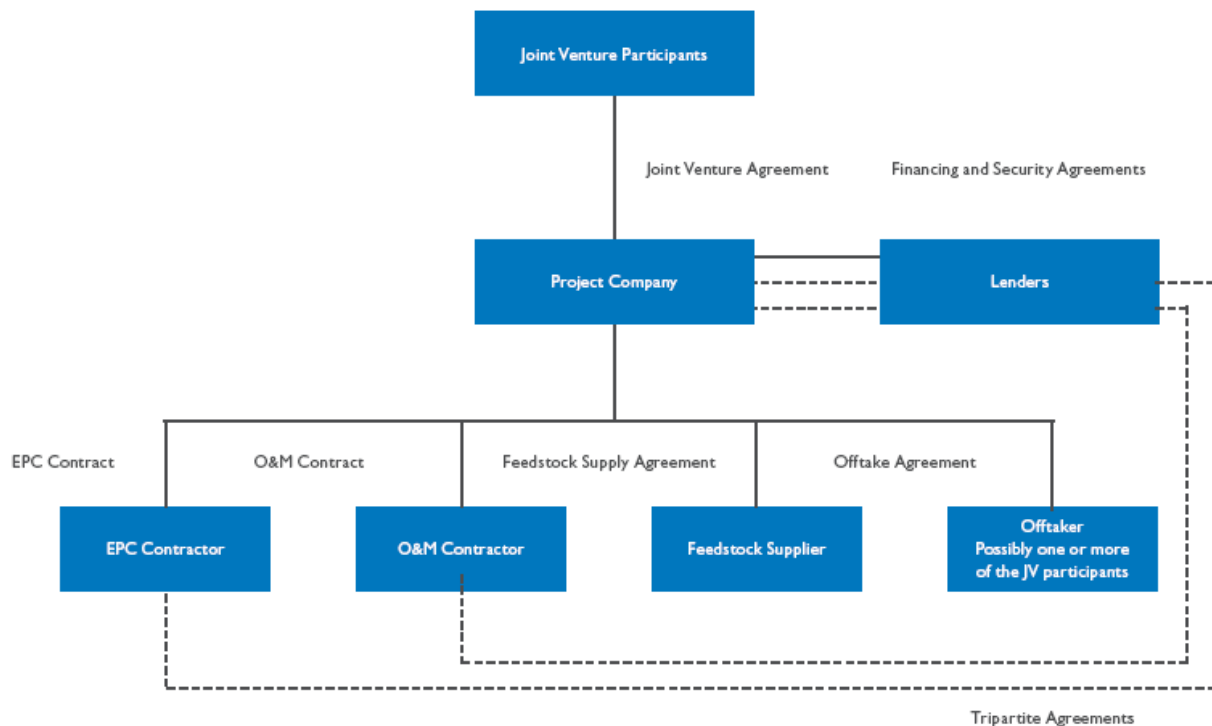 Joint Venture Participants
Joint Venture Agreement
Financing and Security Agreements
Project Company
Lenders
EPC Contract
O&M Contract
Feedstock Supply Agreement
Offtake Agreement
EPC Contractor
O&M Contractor
Feedstock Supplier
Offtaker
Possibly one or more
of the JV participants
Tripartite Agreements